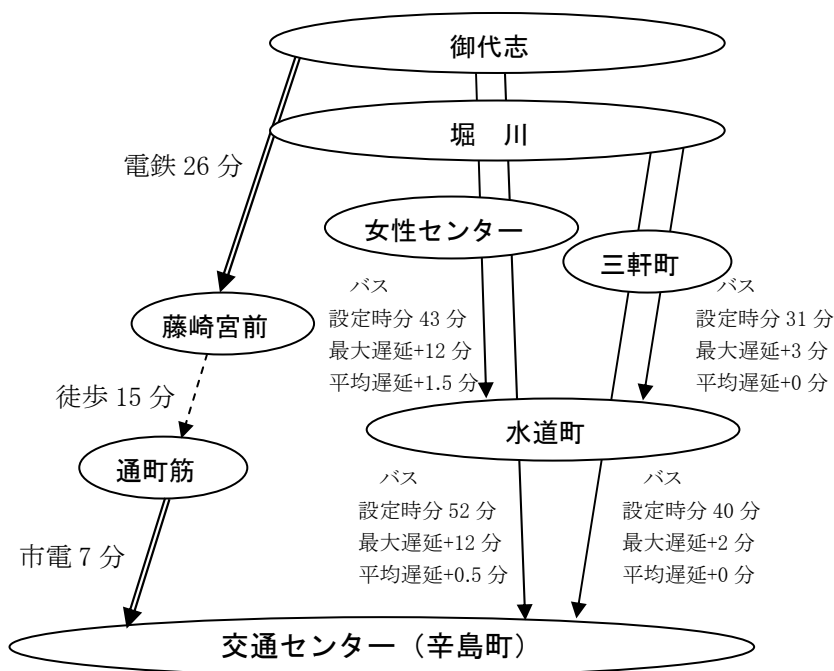 御代志
堀　川
電鉄 26 分
女性センター
三軒町
バス
設定時分 43 分
最大遅延+12 分
平均遅延+1.5 分
バス
設定時分 31 分
最大遅延+3 分
平均遅延+0 分
藤崎宮前
徒歩 15 分
水道町
通町筋
バス
設定時分 52 分
最大遅延+12 分
平均遅延+0.5 分
バス
設定時分 40 分
最大遅延+2 分
平均遅延+0 分
市電 7 分
交通センター（辛島町）